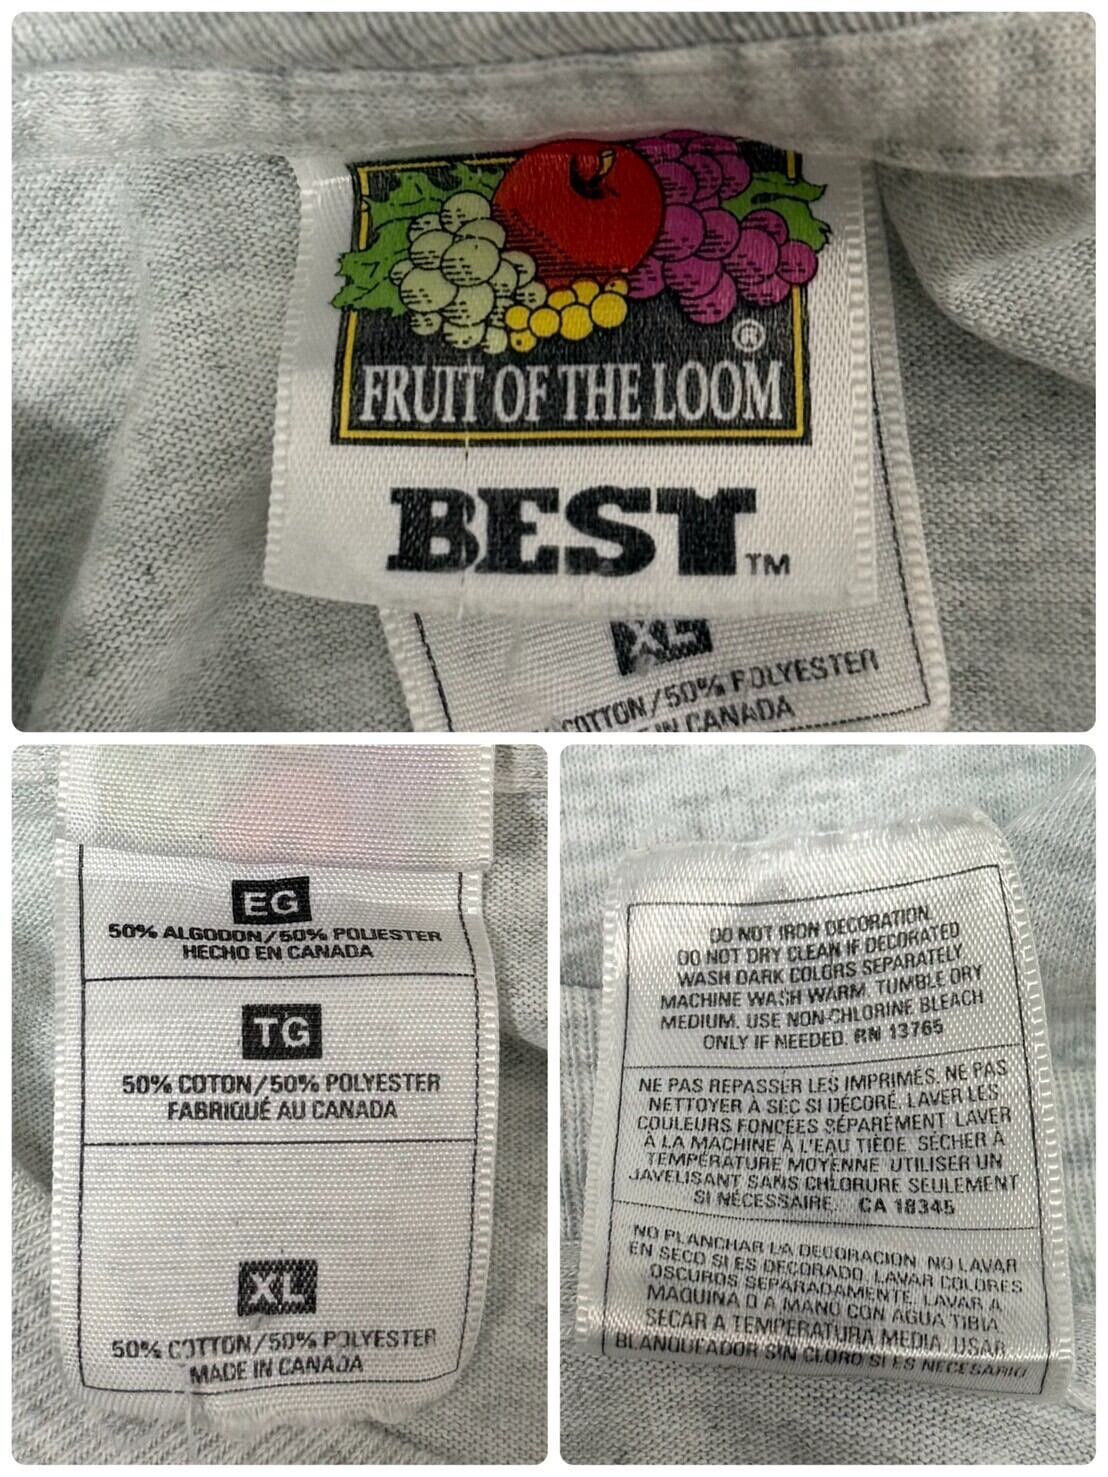 ®
FRUIT OF THE LOOM
BEST™
XL
COTTON/50% POLYESTER
IN CANADA
EG
50% ALGODON/50% POLIESTER
HECHO EN CANADA
TG
50% COTON/50% POLYESTER
FABRIQUÉ AU CANADA
XL
50% COTTON/50% POLYESTER
MADE IN CANADA
DO NOT IRON DECORATION.
DO NOT DRY CLEAN IF DECORATED
WASH DARK COLORS SEPARATELY
MACHINE WASH WARM. TUMBLE DRY
MEDIUM. USE NON-CHLORINE BLEACH
ONLY IF NEEDED. RN 13765
NE PAS REPASSER LES IMPRIMÉS. NE PAS
NETTOYER À SEC SI DÉCORÉ. LAVER LES
COULEURS FONCÉES SÉPARÉMENT. LAVER
À LA MACHINE À L'EAU TIÈDE. SÉCHER À
TEMPÉRATURE MOYENNE. UTILISER UN
JAVELISANT SANS CHLORURE SEULEMENT
SI NÉCESSAIRE. CA 18345
NO PLANCHAR LA DECORACION. NO LAVAR
EN SECO SI ES DECORADO. LAVAR COLORES
OSCUROS SEPARADAMENTE. LAVAR A
MAQUINA O A MANO CON AGUA TIBIA
SECAR A TEMPERATURA MEDIA. USAR
BLANQUEADOR SIN CLORO SI ES NECESARIO